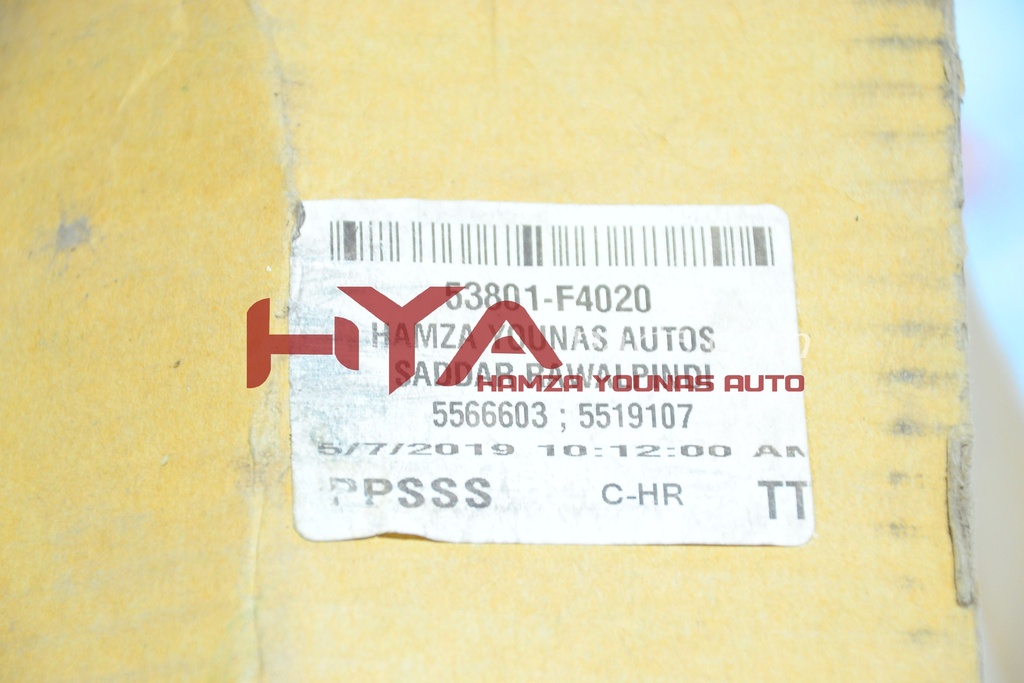 53801-F4020
HAMZA YOUNAS AUTOS
SADDAR RAWALPINDI
HYA
HAMZA YOUNAS AUTO
5566603 ; 5519107
5/7/2019 10:12:00 AM
PPSSS C-HR TT